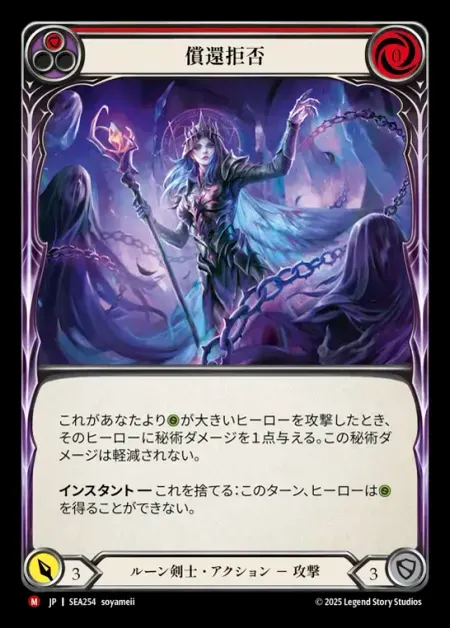 償還拒否
0
これがあなたよりが大きいヒーローを攻撃したとき、
そのヒーローに秘術ダメージを1点与える。この秘術ダ
メージは軽減されない。
インスタント ー これを捨てる：このターン、ヒーローは
を得ることができない。
3
ルーン剣士・アクション － 攻撃
3
M JP | SEA254 soyameii
© 2025 Legend Story Studios